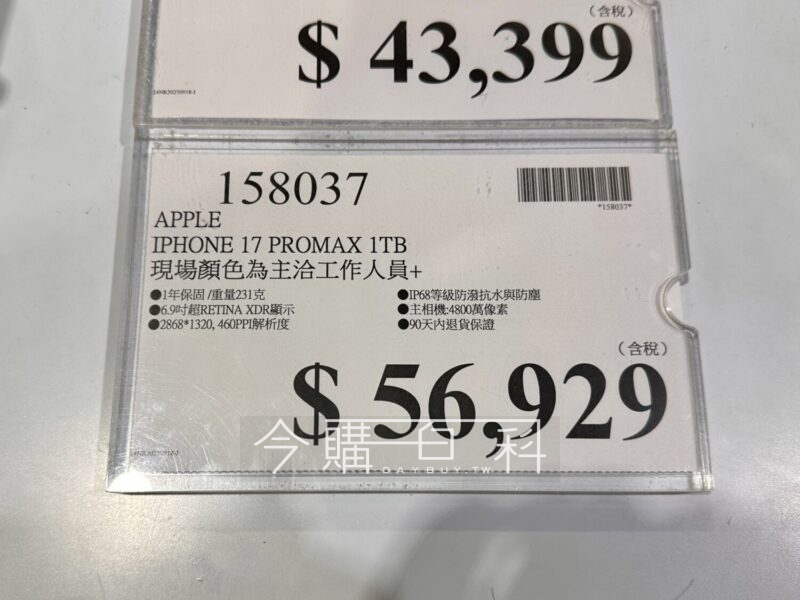 (含稅)
$ 43,399
158037
*158037*
APPLE
IPHONE 17 PROMAX 1TB
現場顏色為主洽工作人員+
●1年保固 /重量231克
●6.9吋超RETINA XDR顯示
●2868*1320, 460PPI解析度
●IP68等級防潑抗水與防塵
●主相機:4800萬像素
●90天內退貨保證
(含稅)
$ 56,929
今購百科
DAYBUY.TW